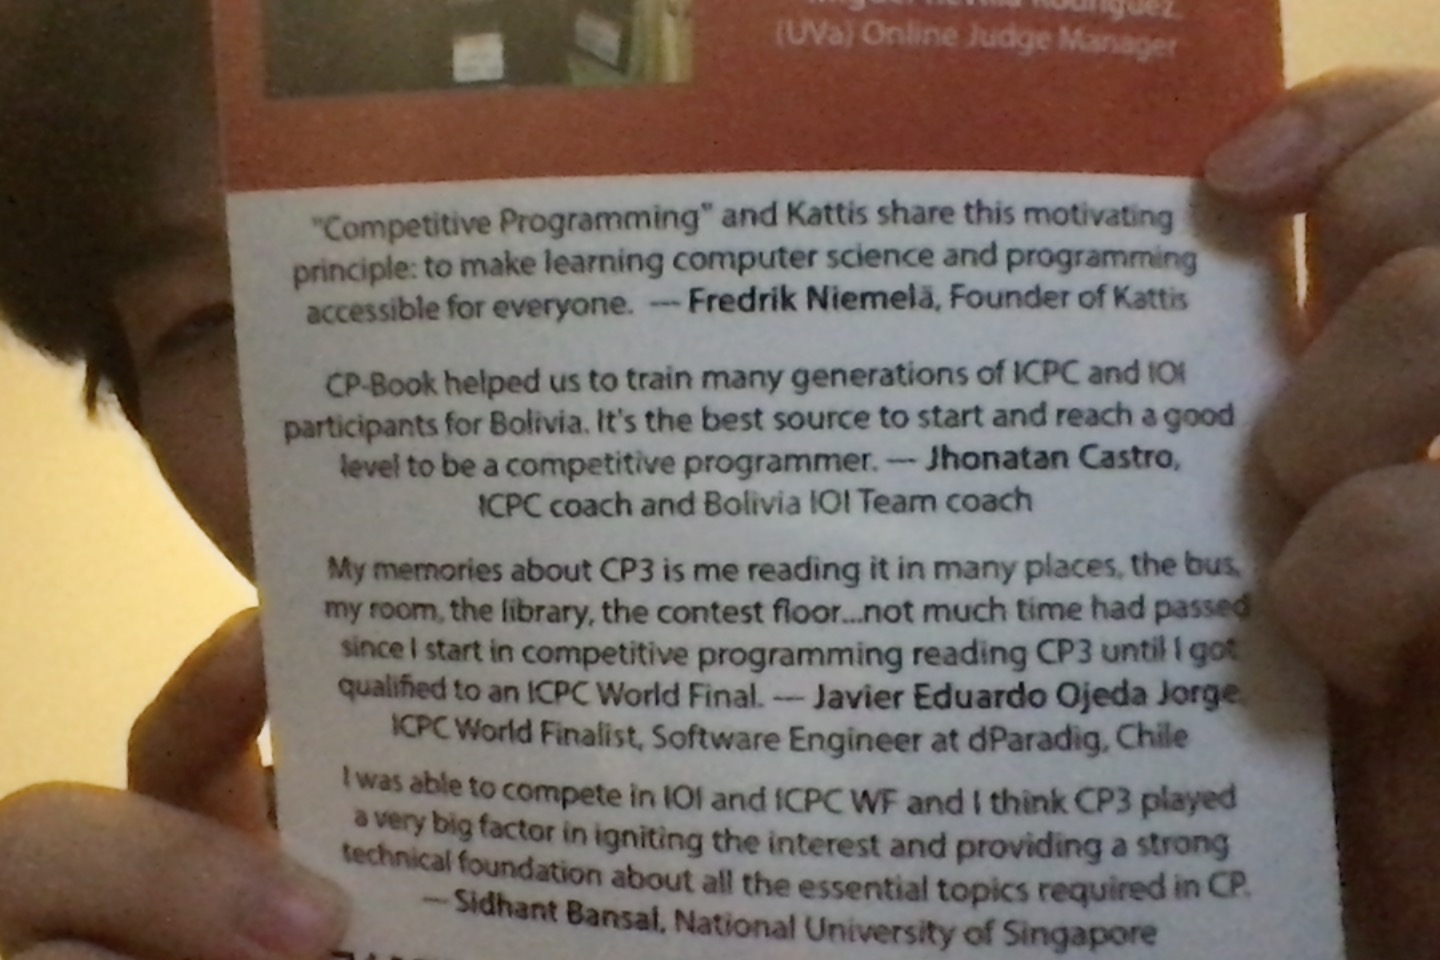 Miguel Revilla Rodríguez,
(UVa) Online Judge Manager
"Competitive Programming" and Kattis share this motivating
principle: to make learning computer science and programming
accessible for everyone. — Fredrik Niemelä, Founder of Kattis
CP-Book helped us to train many generations of ICPC and IOI
participants for Bolivia. It's the best source to start and reach a good
level to be a competitive programmer. — Jhonatan Castro,
ICPC coach and Bolivia IOI Team coach
My memories about CP3 is me reading it in many places, the bus,
my room, the library, the contest floor...not much time had passed
since I start in competitive programming reading CP3 until I got
qualified to an ICPC World Final. — Javier Eduardo Ojeda Jorge,
ICPC World Finalist, Software Engineer at dParadig, Chile
I was able to compete in IOI and ICPC WF and I think CP3 played
a very big factor in igniting the interest and providing a strong
technical foundation about all the essential topics required in CP.
— Sidhant Bansal, National University of Singapore